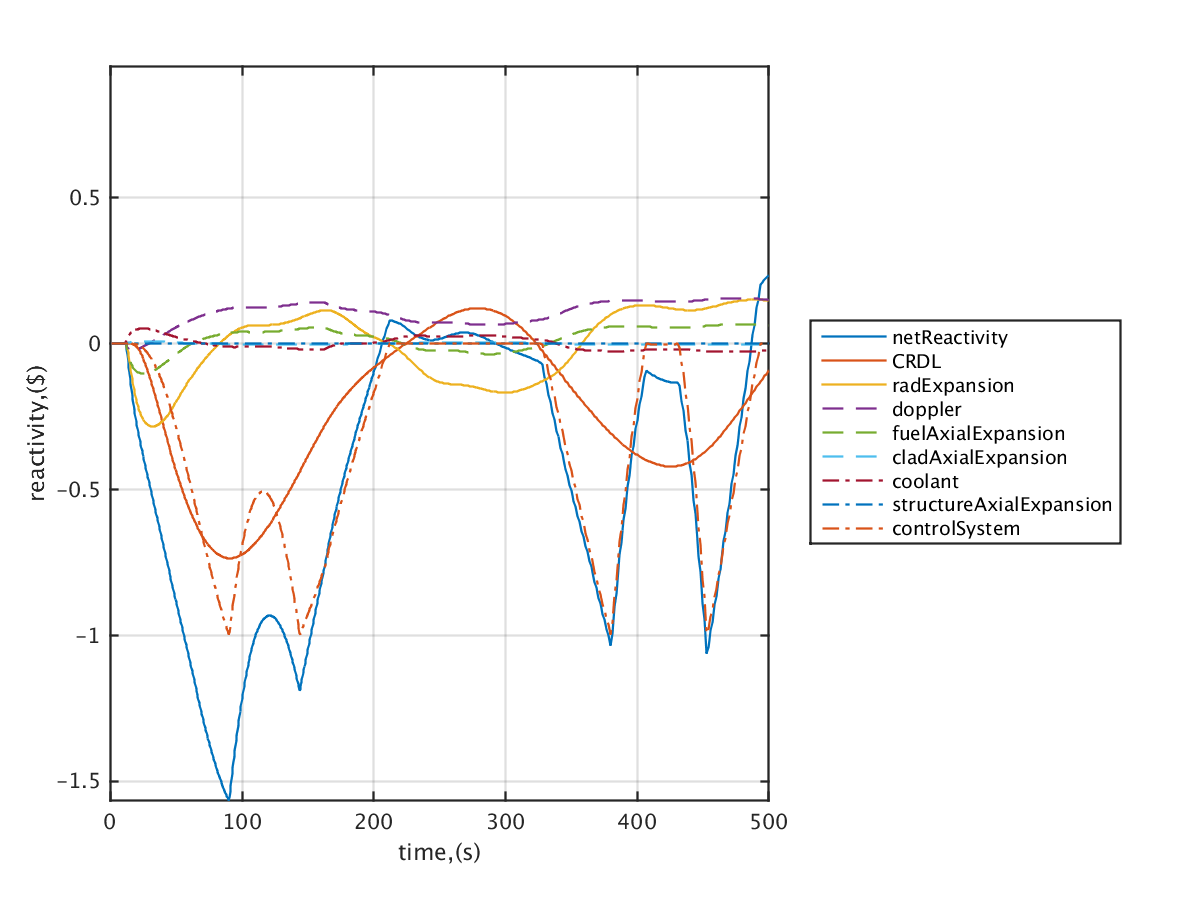 0.5
0
−0.5
−1
−1.5
reactivity,($)
0 100 200 300 400 500
time,(s)
netReactivity
CRDL
radExpansion
doppler
fuelAxialExpansion
cladAxialExpansion
coolant
structureAxialExpansion
controlSystem